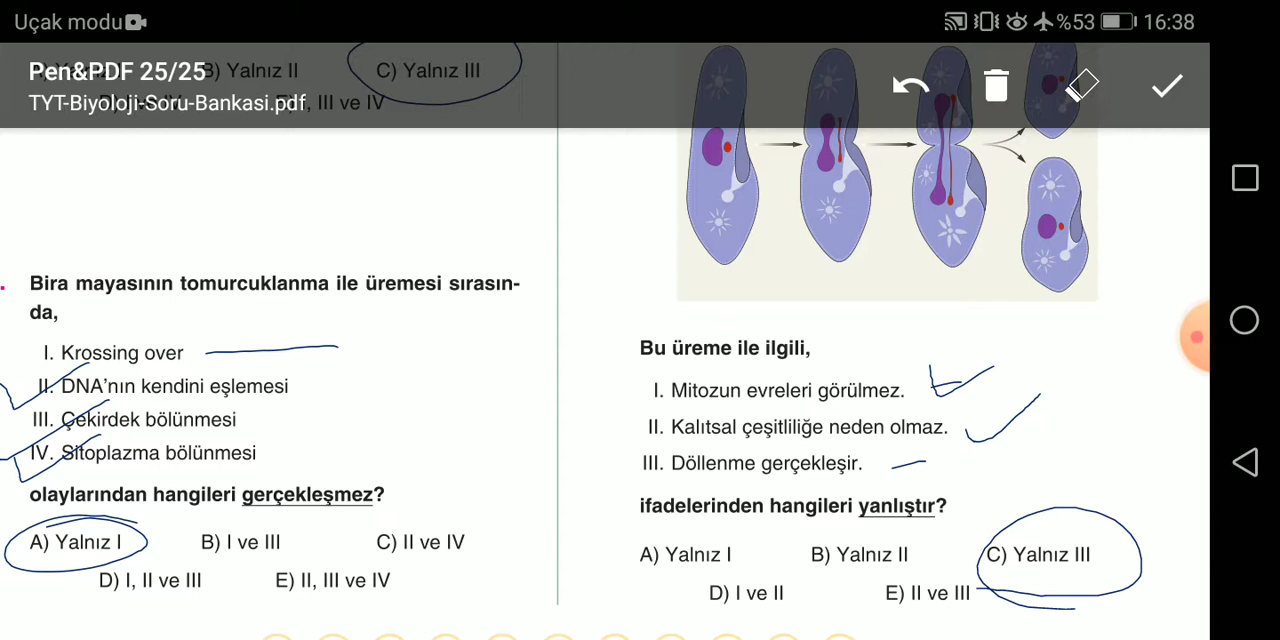 Uçak modu
%53
16:38
Pen&PDF 25/25
TYT-Biyoloji-Soru-Bankasi.pdf
B) Yalnız II
C) Yalnız III
III ve IV
Bira mayasının tomurcuklanma ile üremesi sırasın-
da,
I. Krossing over
II. DNA'nın kendini eşlemesi
III. Çekirdek bölünmesi
IV. Sitoplazma bölünmesi
olaylarından hangileri gerçekleşmez?
A) Yalnız I
B) I ve III
C) II ve IV
D) I, II ve III
E) II, III ve IV
Bu üreme ile ilgili,
I. Mitozun evreleri görülmez.
II. Kalıtsal çeşitliliğe neden olmaz.
III. Döllenme gerçekleşir.
ifadelerinden hangileri yanlıştır?
A) Yalnız I
B) Yalnız II
C) Yalnız III
D) I ve II
E) II ve III